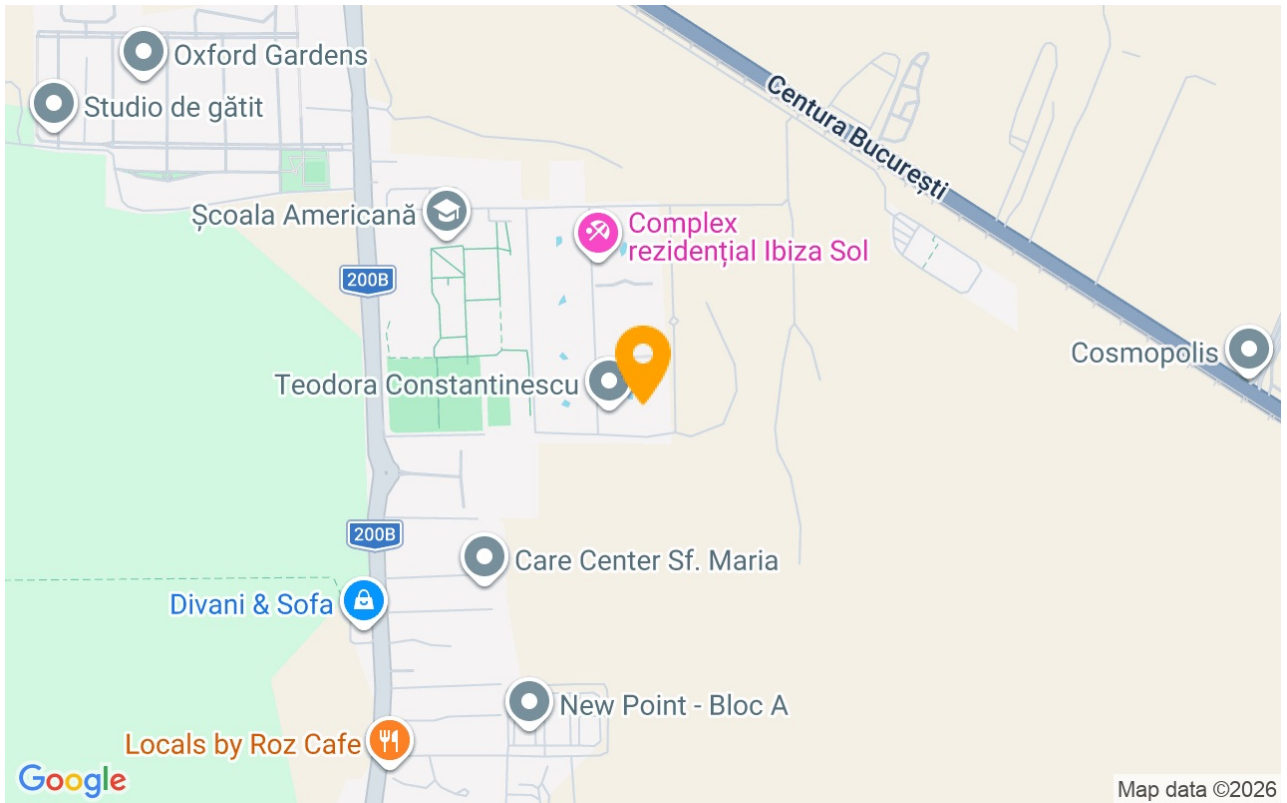 Oxford Gardens
Studio de gătit
Centura București
Școala Americană
Complex
rezidențial Ibiza Sol
200B
Cosmopolis
Teodora Constantinescu
200B
Care Center Sf. Maria
Divani & Sofa
New Point - Bloc A
Locals by Roz Cafe
Google
Map data ©2026